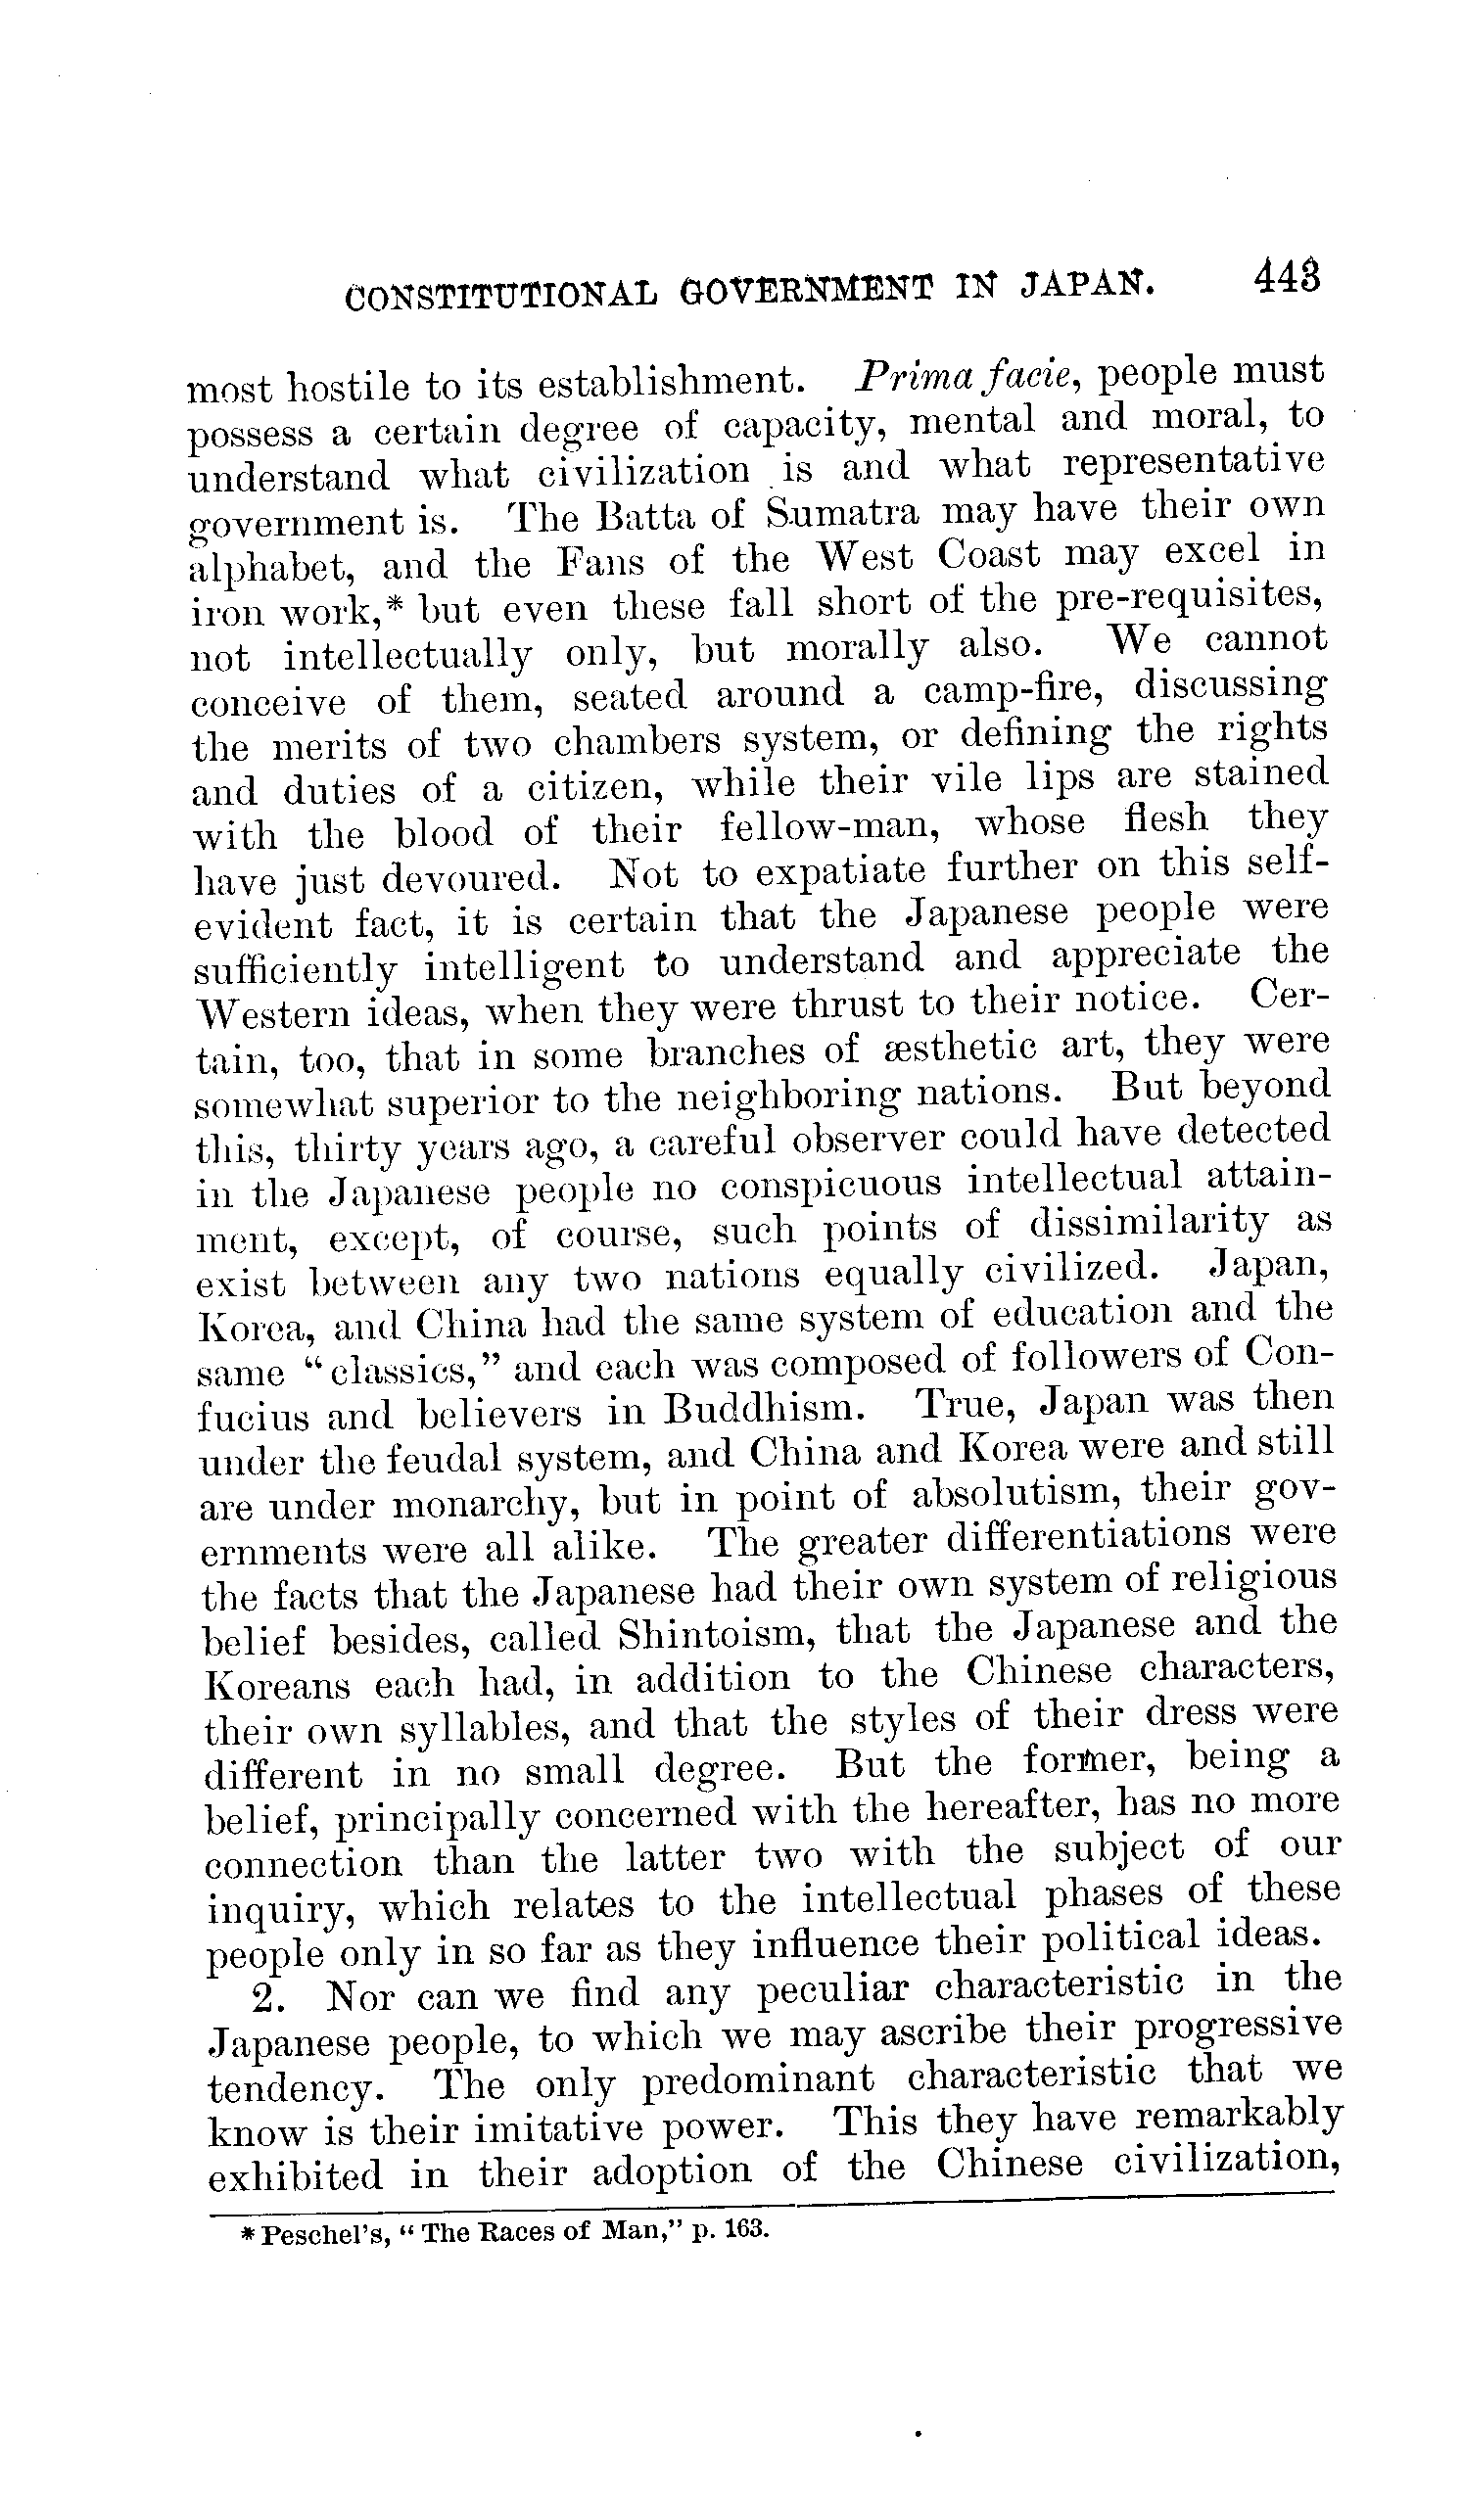 CONSTITUTIONAL GOVERNMENT IN JAPAN. 443
most hostile to its establishment. Prima facie, people must
possess a certain degree of capacity, mental and moral, to
understand what civilization is and what representative
government is. The Batta of Sumatra may have their own
alphabet, and the Fans of the West Coast may excel in
iron work,* but even these fall short of the pre-requisites,
not intellectually only, but morally also. We cannot
conceive of them, seated around a camp-fire, discussing
the merits of two chambers system, or defining the rights
and duties of a citizen, while their vile lips are stained
with the blood of their fellow-man, whose flesh they
have just devoured. Not to expatiate further on this self-
evident fact, it is certain that the Japanese people were
sufficiently intelligent to understand and appreciate the
Western ideas, when they were thrust to their notice. Cer-
tain, too, that in some branches of æsthetic art, they were
somewhat superior to the neighboring nations. But beyond
this, thirty years ago, a careful observer could have detected
in the Japanese people no conspicuous intellectual attain-
ment, except, of course, such points of dissimilarity as
exist between any two nations equally civilized. Japan,
Korea, and China had the same system of education and the
same "classics," and each was composed of followers of Con-
fucius and believers in Buddhism. True, Japan was then
under the feudal system, and China and Korea were and still
are under monarchy, but in point of absolutism, their gov-
ernments were all alike. The greater differentiations were
the facts that the Japanese had their own system of religious
belief besides, called Shintoism, that the Japanese and the
Koreans each had, in addition to the Chinese characters,
their own syllables, and that the styles of their dress were
different in no small degree. But the former, being a
belief, principally concerned with the hereafter, has no more
connection than the latter two with the subject of our
inquiry, which relates to the intellectual phases of these
people only in so far as they influence their political ideas.
2. Nor can we find any peculiar characteristic in the
Japanese people, to which we may ascribe their progressive
tendency. The only predominant characteristic that we
know is their imitative power. This they have remarkably
exhibited in their adoption of the Chinese civilization,
* Peschel's, "The Races of Man," p. 163.